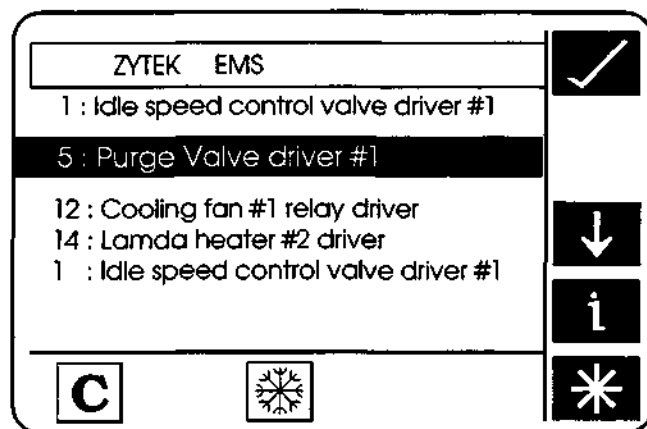 ZYTEK EMS
1 : Idle speed control valve driver #1
5 : Purge Valve driver #1
12 : Cooling fan #1 relay driver
14 : Lamda heater #2 driver
1 : Idle speed control valve driver #1
i
C